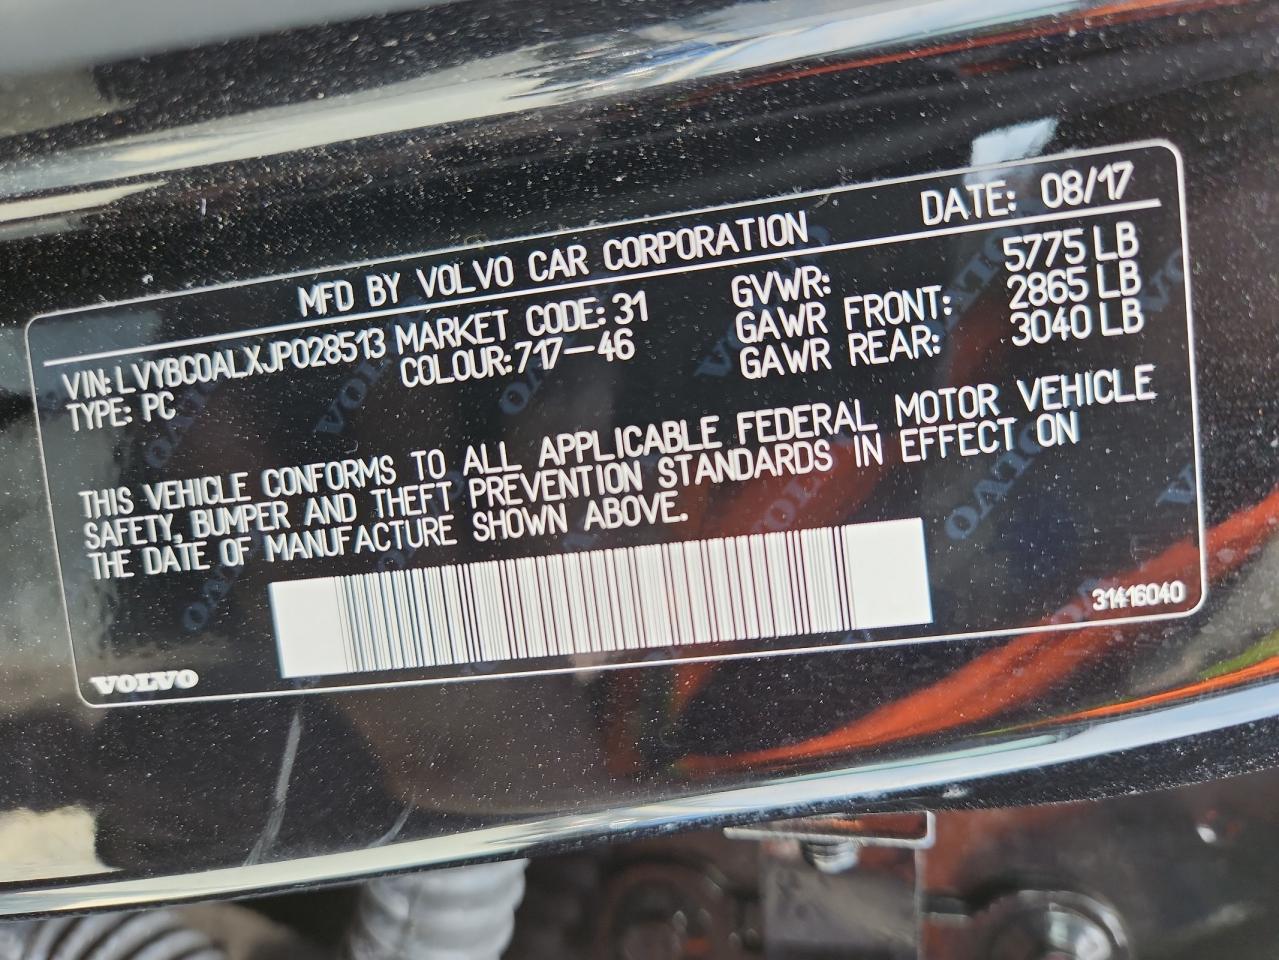 MFD BY VOLVO CAR CORPORATION DATE: 08/17
VIN: LVYBC0ALXJP028513 MARKET CODE: 31 GVWR: 5775 LB
TYPE: PC COLOUR: 717-46 GAWR FRONT: 2865 LB
GAWR REAR: 3040 LB
THIS VEHICLE CONFORMS TO ALL APPLICABLE FEDERAL MOTOR VEHICLE
SAFETY, BUMPER AND THEFT PREVENTION STANDARDS IN EFFECT ON
THE DATE OF MANUFACTURE SHOWN ABOVE.
31416040
VOLVO